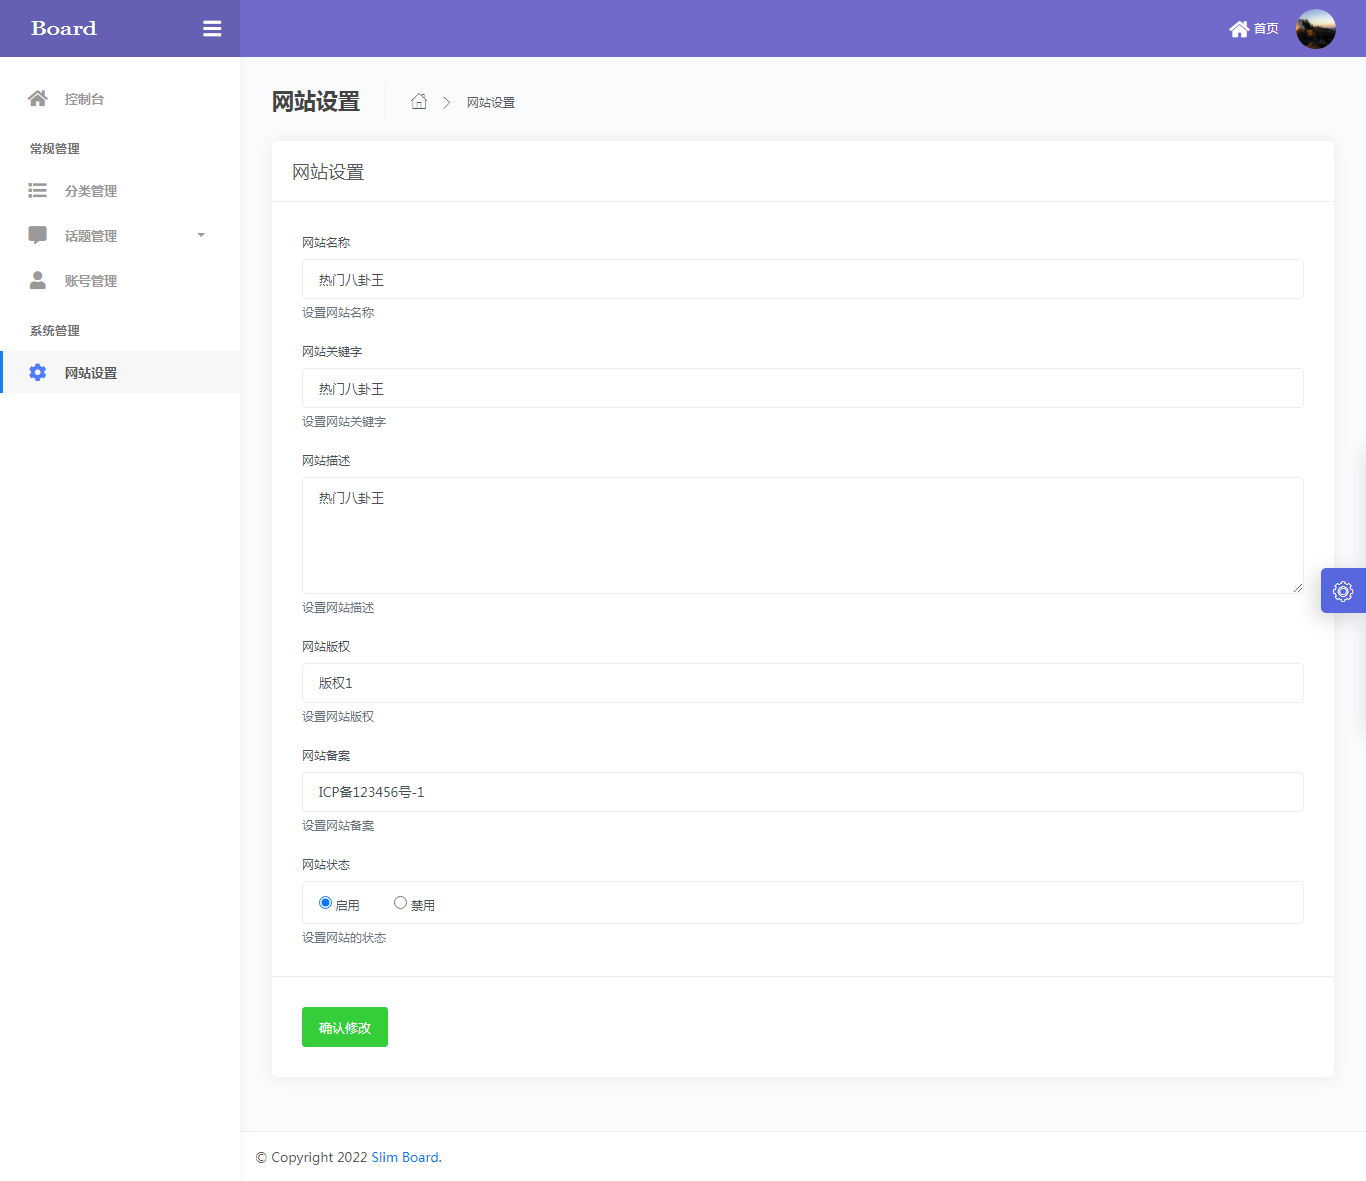 Board
首页
控制台
常规管理
分类管理
话题管理
账号管理
系统管理
网站设置
网站设置
网站设置
网站设置
网站名称
热门八卦王
设置网站名称
网站关键字
热门八卦王
设置网站关键字
网站描述
热门八卦王
设置网站描述
网站版权
版权1
设置网站版权
网站备案
ICP备123456号-1
设置网站备案
网站状态
启用 禁用
设置网站的状态
确认修改
© Copyright 2022 Slim Board.